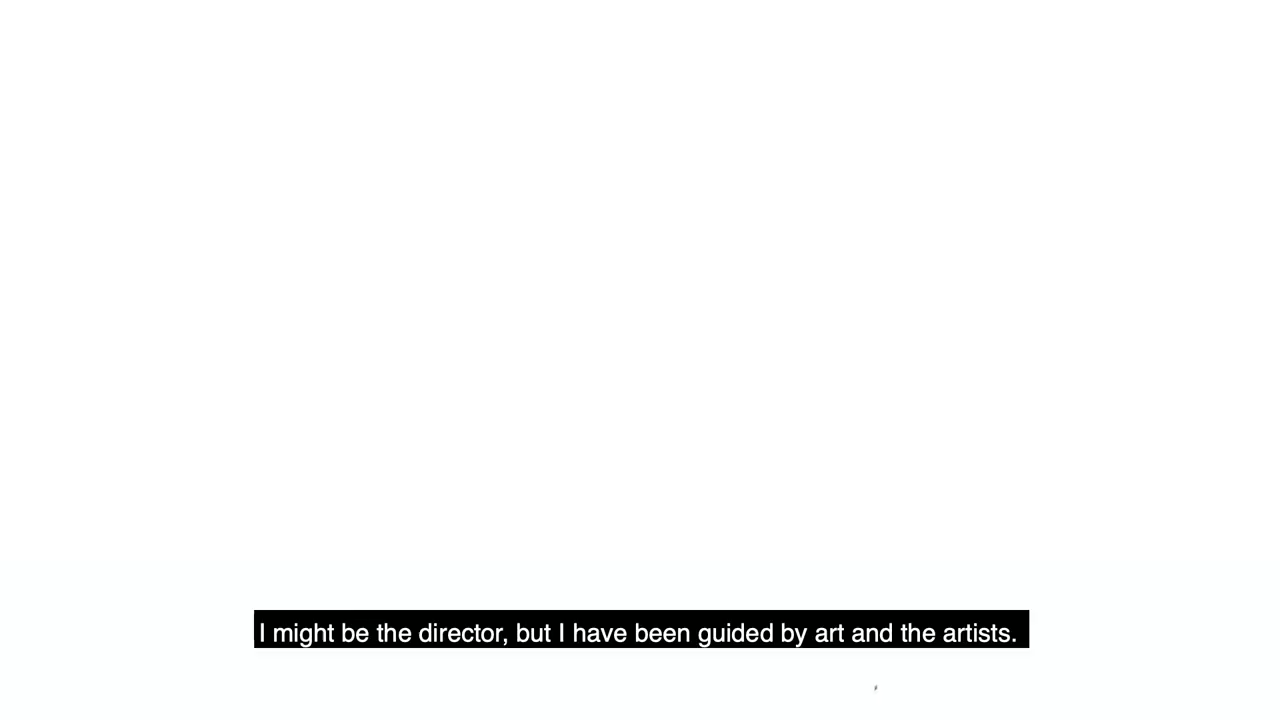 I might be the director, but I have been guided by art and the artists.